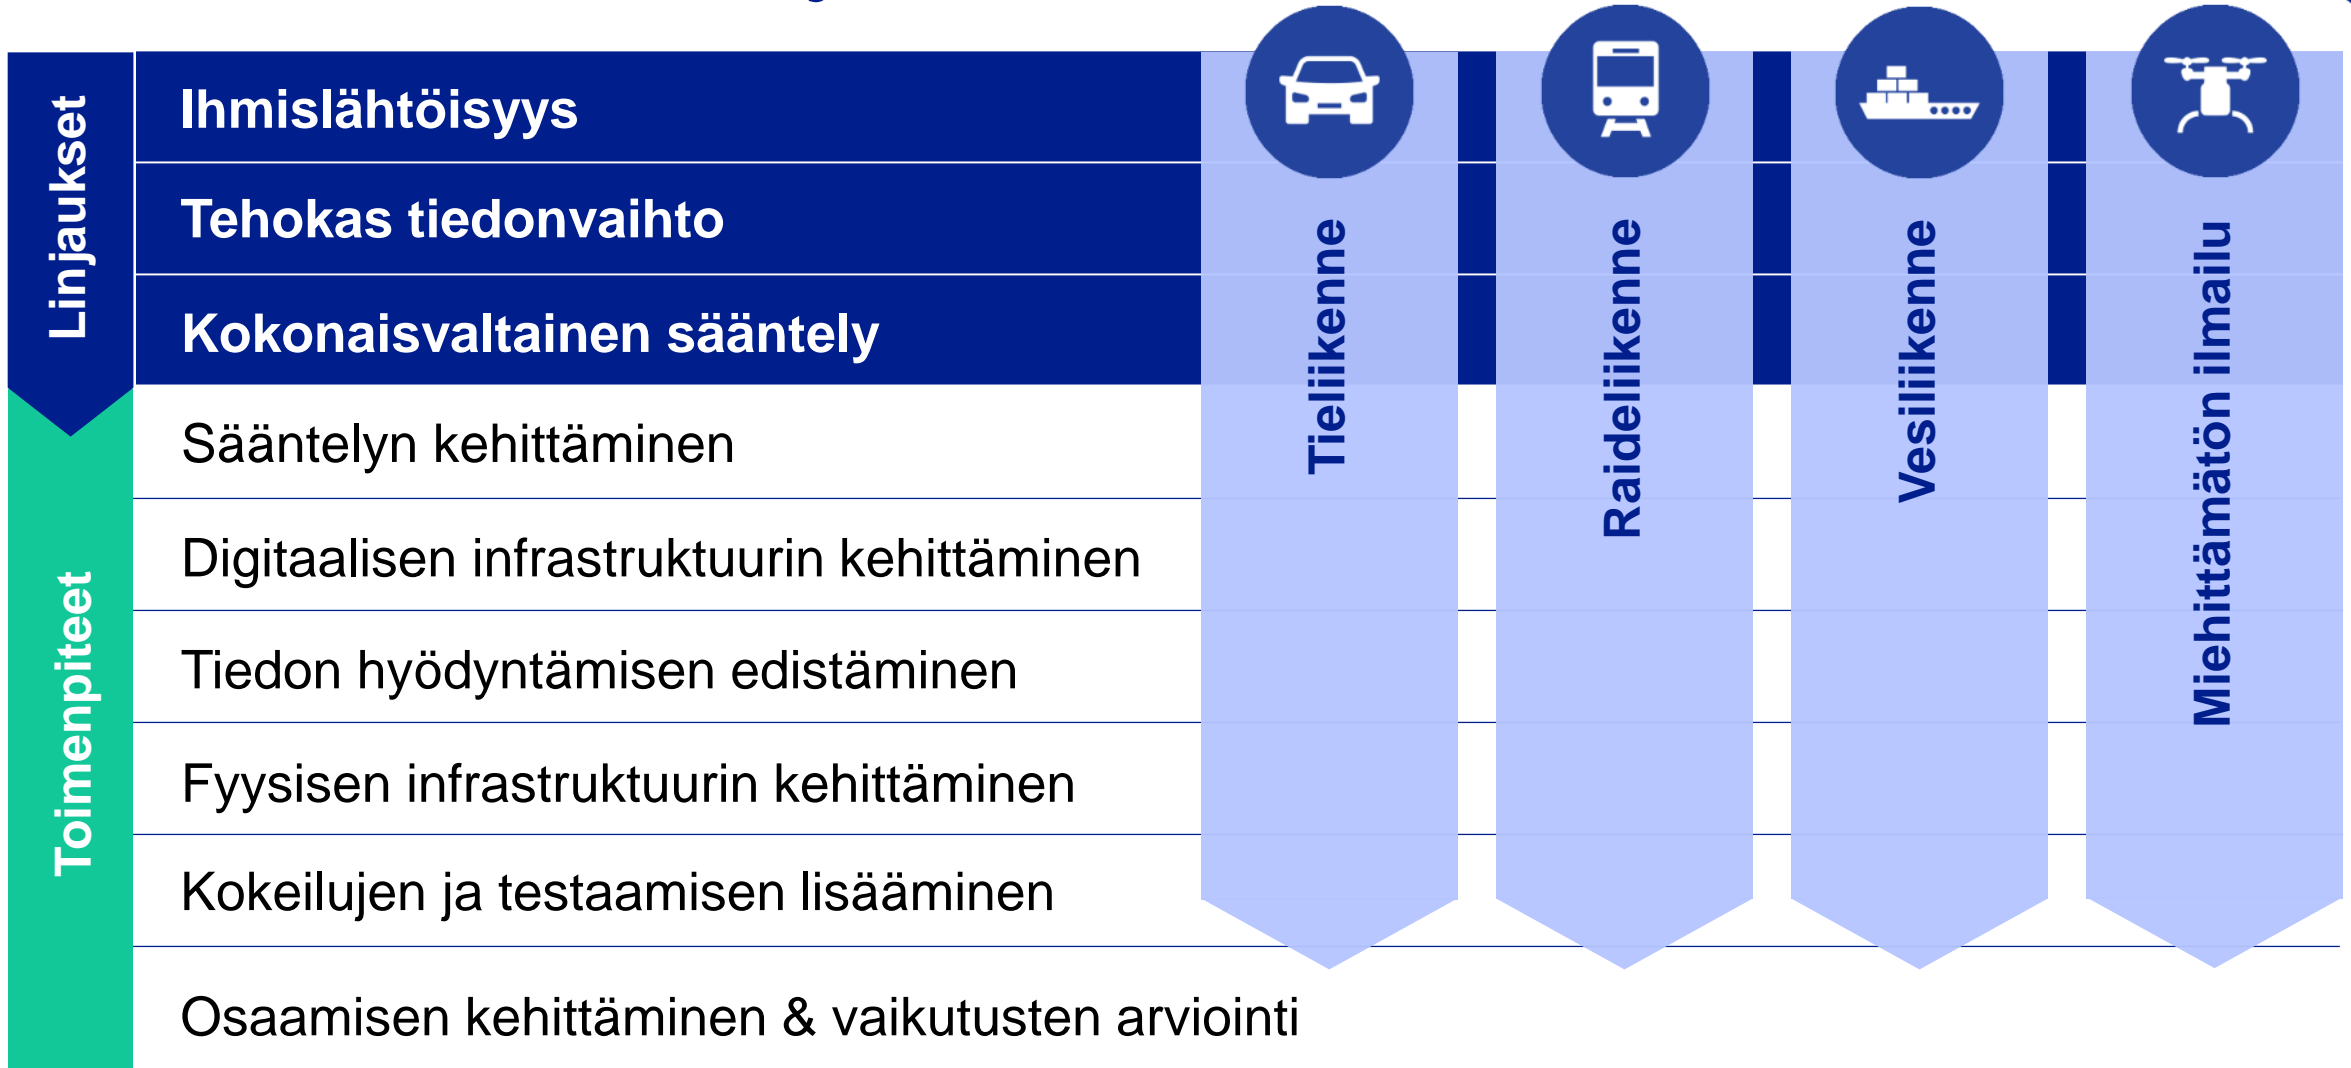 Linjaukset
Ihmislähtöisyys
Tehokas tiedonvaihto
Kokonaisvaltainen sääntely
Toimenpiteet
Sääntelyn kehittäminen
Digitaalisen infrastruktuurin kehittäminen
Tiedon hyödyntämisen edistäminen
Fyysisen infrastruktuurin kehittäminen
Kokeilujen ja testaamisen lisääminen
Osaamisen kehittäminen & vaikutusten arviointi
Tieliikenne
Raideliikenne
Vesiliikenne
Miehittämätön ilmailu